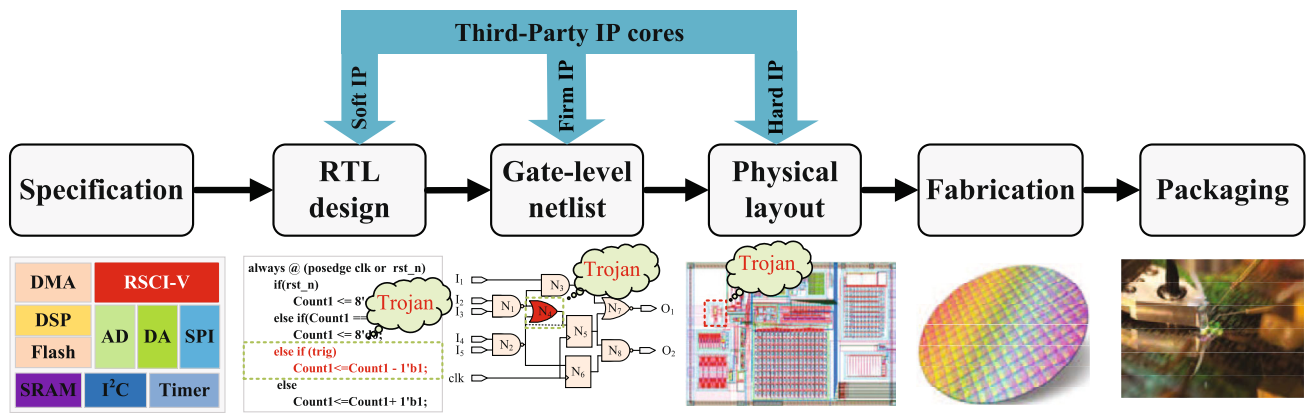 Third-Party IP cores
Soft IP
Firm IP
Hard IP
Specification
RTL
design
Gate-level
netlist
Physical
layout
Fabrication
Packaging
DMA
RSCI-V
DSP
Flash
AD
DA
SPI
SRAM
I²C
Timer
always @ (posedge clk or rst_n)
if(rst_n)
Count1 <= 8'
else if(Count1 ==
Count1 <= 8'
else if (trig)
Count1<=Count1 - 1'b1;
else
Count1<=Count1+ 1'b1;
Trojan
I₁
I₂
I₃
I₄
I₅
clk
N₁
N₂
N₃
N₅
N₆
N₇
N₈
O₁
O₂
Trojan
Trojan